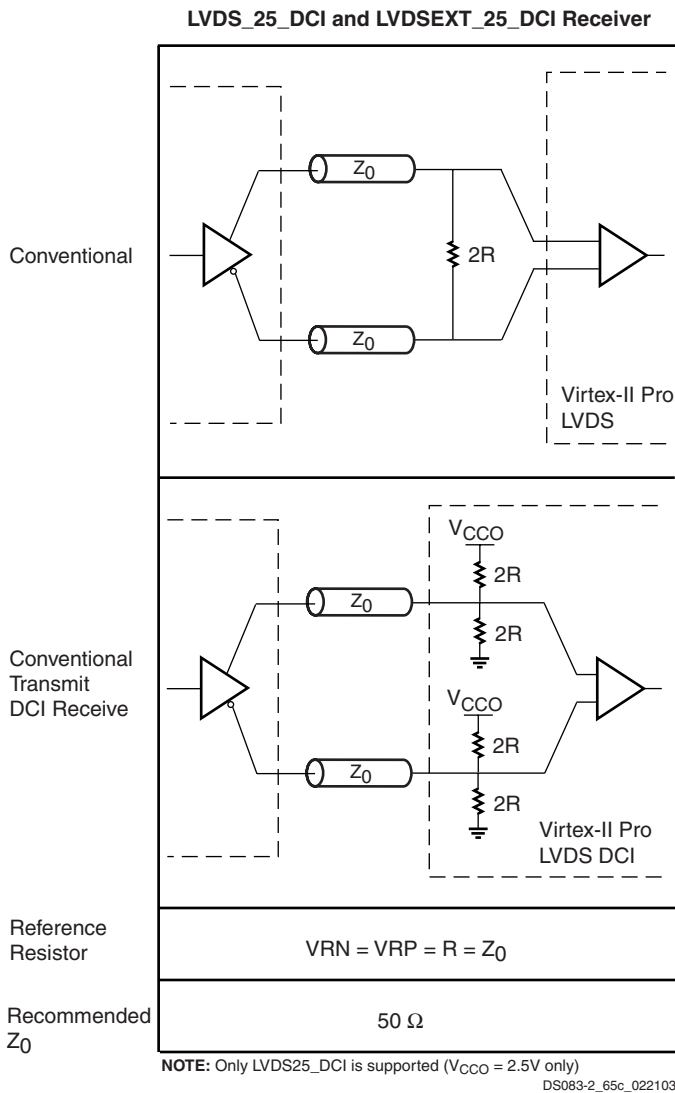 LVDS_25_DCI and LVDSEXT_25_DCI Receiver
Conventional
Z0
2R
Z0
Virtex-II Pro
LVDS
Conventional
Transmit
DCI Receive
VCCO
2R
Z0
2R
VCCO
2R
Z0
2R
Virtex-II Pro
LVDS DCI
Reference
Resistor
VRN = VRP = R = Z0
Recommended
Z0
50 Ω
NOTE: Only LVDS25_DCI is supported (VCCO = 2.5V only)
DS083-2_65c_022103